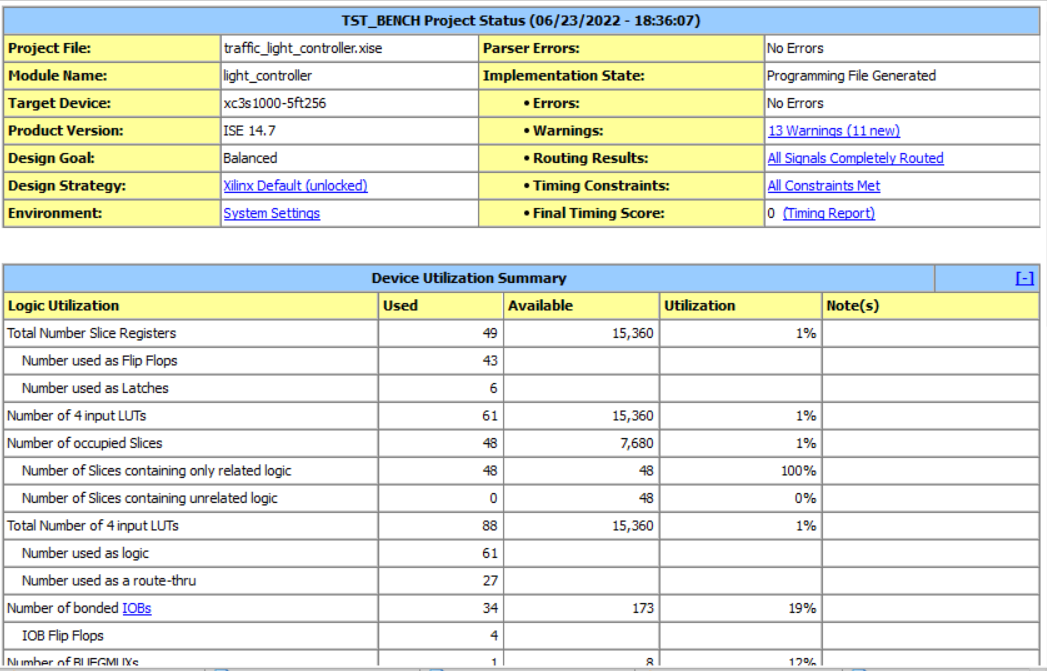 TST_BENCH Project Status (06/23/2022 - 18:36:07)
Project File: traffic_light_controller.xise Parser Errors: No Errors
Module Name: light_controller Implementation State: Programming File Generated
Target Device: xc3s1000-5ft256 • Errors: No Errors
Product Version: ISE 14.7 • Warnings: 13 Warnings (11 new)
Design Goal: Balanced • Routing Results: All Signals Completely Routed
Design Strategy: Xilinx Default (unlocked) • Timing Constraints: All Constraints Met
Environment: System Settings • Final Timing Score: 0 (Timing Report)
Device Utilization Summary [-]
Logic Utilization Used Available Utilization Note(s)
Total Number Slice Registers 49 15,360 1%
Number used as Flip Flops 43
Number used as Latches 6
Number of 4 input LUTs 61 15,360 1%
Number of occupied Slices 48 7,680 1%
Number of Slices containing only related logic 48 48 100%
Number of Slices containing unrelated logic 0 48 0%
Total Number of 4 input LUTs 88 15,360 1%
Number used as logic 61
Number used as a route-thru 27
Number of bonded IOBs 34 173 19%
IOB Flip Flops 4
Number of BUFGMUXs 1 8 12%